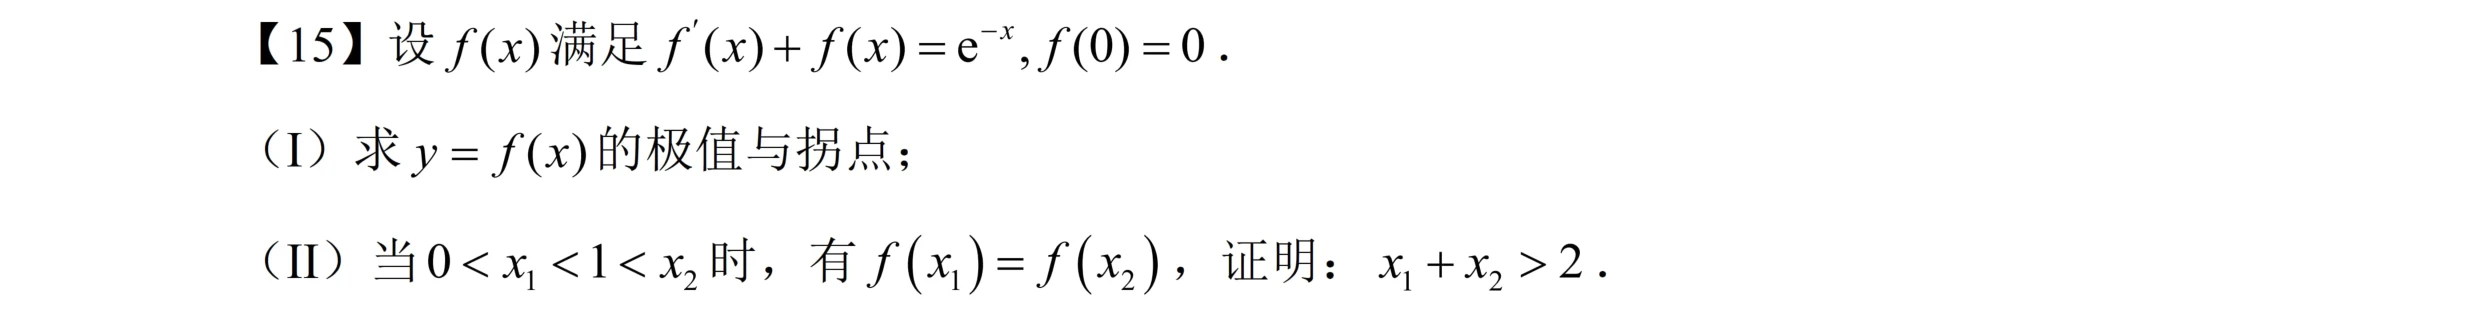 【15】设 f(x) 满足 f′(x) + f(x) = e⁻ˣ, f(0) = 0 .
（I）求 y = f(x) 的极值与拐点；
（II）当 0 < x₁ < 1 < x₂ 时，有 f(x₁) = f(x₂)，证明：x₁ + x₂ > 2 .